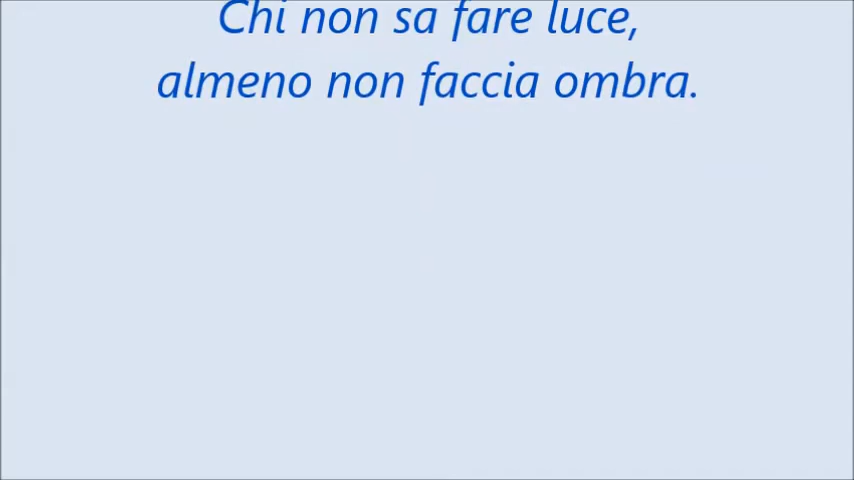 Chi non sa fare luce,
almeno non faccia ombra.